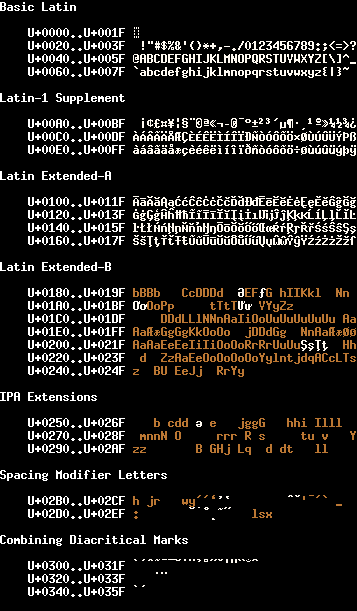 Basic Latin
U+0000..U+001F
U+0020..U+003F !"#$%&'()*+,-./0123456789:;<=>?
U+0040..U+005F @ABCDEFGHIJKLMNOPQRSTUVWXYZ[\]^_
U+0060..U+007F `abcdefghijklmnopqrstuvwxyz{|}~
Latin-1 Supplement
U+00A0..U+00BF ¡¢£¤¥¦§¨©ª«¬-®¯°±²³´µ¶·¸¹º»¼½¾¿
U+00C0..U+00DF ÀÁÂÃÄÅÆÇÈÉÊËÌÍÎÏÐÑÒÓÔÕÖ×ØÙÚÛÜÝÞß
U+00E0..U+00FF àáâãäåæçèéêëìíîïðñòóôõö÷øùúûüýþÿ
Latin Extended-A
U+0100..U+011F ĀāĂăĄąĆćĈĉĊċČčĎďĐđĒēĔĕĖėĘęĚěĜĝĞğ
U+0120..U+013F ĠġĢģĤĥĦħĨĩĪīĬĭĮįİıĲĳĴĵĶķĸĹĺĻļĽľĿ
U+0140..U+015F ŀŁłŃńŅņŇňŉŊŋŌōŎŏŐőŒœŔŕŖŗŘřŚśŜŝŞş
U+0160..U+017F ŠšŢţŤťŦŧŨũŪūŬŭŮůŰűŲųŴŵŶŷŸŹźŻżŽžſ
Latin Extended-B
U+0180..U+019F bBBb CcDDDd ƏEFƒG hIIKkl Nn
U+01A0..U+01BF ƠơOoPp tTtTƯư VYyZz
U+01C0..U+01DF DDdLLlNNnAaIiOoUuUuUuUuUu Aa
U+01E0..U+01FF AaÆæGgGgKkOoOo jDDdGg NnAaÆæØø
U+0200..U+021F AaAaEeEeIiIiOoOoRrRrUuUuȘșȚț Hh
U+0220..U+023F d ZzAaEeOoOoOoOoYylntjdqACcLTs
U+0240..U+024F z BU EeJj RrYy
IPA Extensions
U+0250..U+026F b cdd ə e jggG hhi Illl
U+0270..U+028F mnnN O rrr R s tu v Y
U+0290..U+02AF zz B GHj Lq d dt ll
Spacing Modifier Letters
U+02B0..U+02CF h jr wy
U+02D0..U+02EF : lsx
Combining Diacritical Marks
U+0300..U+031F
U+0320..U+033F
U+0340..U+035F